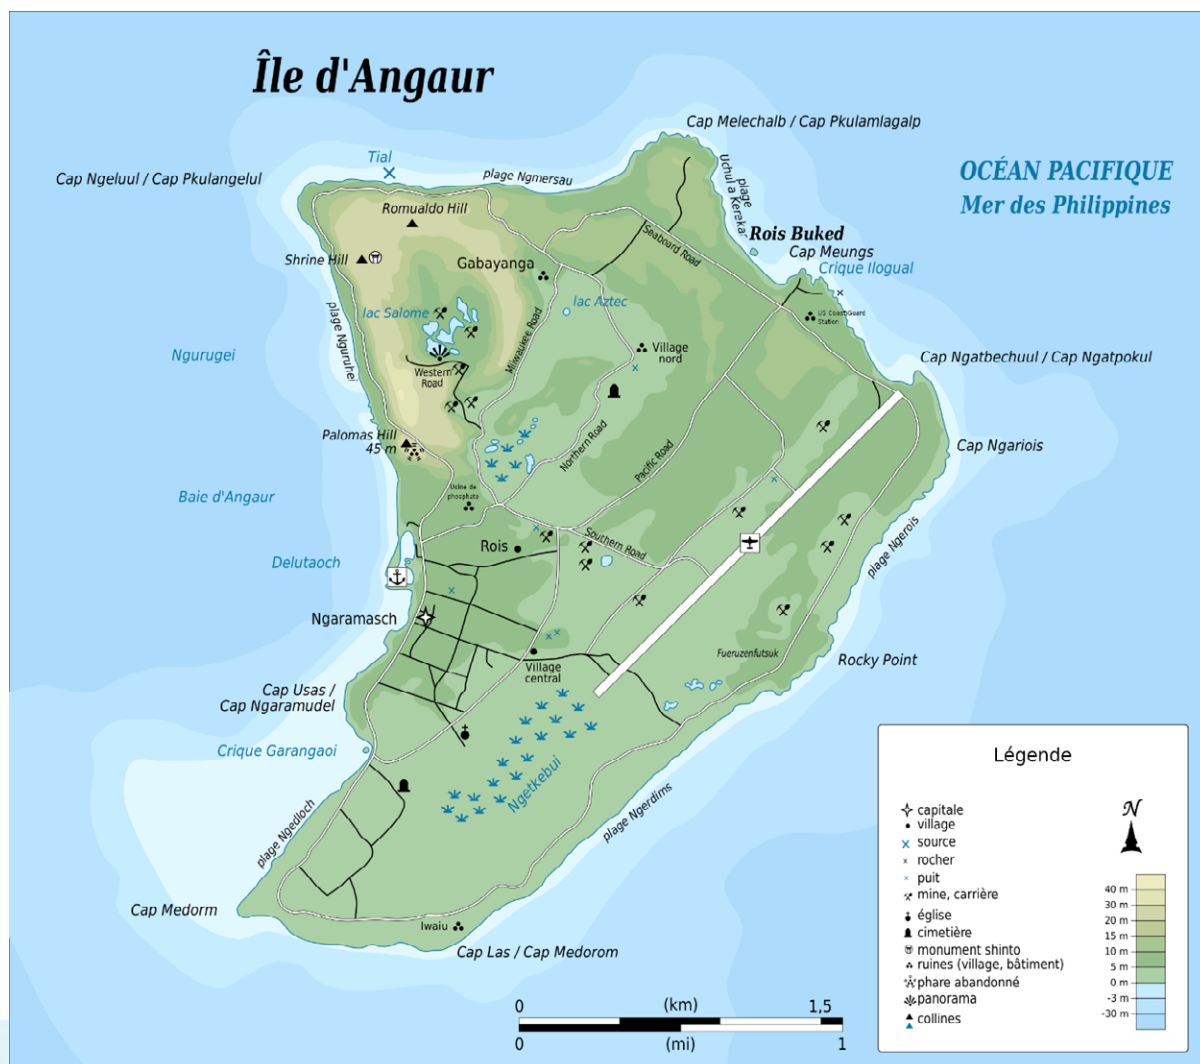 Île d'Angaur
Cap Melechalb / Cap Pkulamlagalp
Tial
Cap Ngeluul / Cap Pkulangelul
plage Ngmersau
OCÉAN PACIFIQUE
Mer des Philippines
plage
Uchul a Kerekar
Romualdo Hill
Rois Buked
Cap Meungs
Seaboard Road
Shrine Hill
Gabayanga
Crique Ilogual
lac Salome
lac Aztec
US Coast Guard
Station
plage Nguruhei
Milwaukee Road
Ngurugei
Village
nord
Cap Ngatbechuul / Cap Ngatpokul
Western
Road
Palomas Hill
45 m
Northern Road
Pacific Road
Cap Ngariois
Baie d'Angaur
Usine de
phosphate
Southern Road
Rois
plage Ngerois
Delutaoch
Ngaramasch
Fueruzenfutsuk
Rocky Point
Village
central
Cap Usas /
Cap Ngaramudel
Crique Garangaoi
Ngetkebui
plage Ngedloch
plage Ngerdins
Cap Medorm
Iwaiu
Cap Las / Cap Medorom
Légende
capitale
village
source
rocher
puit
mine, carrière
église
cimetière
monument shinto
ruines (village, bâtiment)
phare abandonné
panorama
collines
N
40 m
30 m
20 m
15 m
10 m
5 m
0 m
-3 m
-30 m
0 (km) 1,5
0 (mi) 1